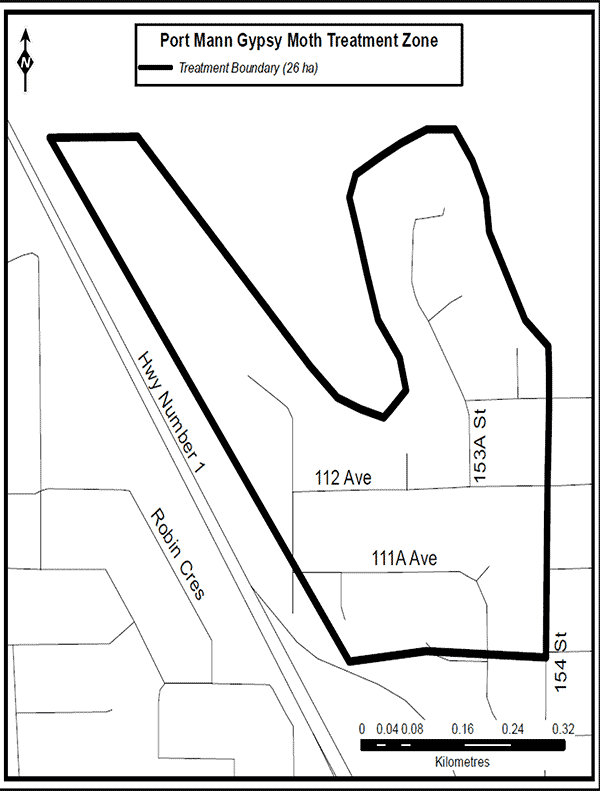 Port Mann Gypsy Moth Treatment Zone
Treatment Boundary (26 ha)
N
Hwy Number 1
153A St
112 Ave
Robin Cres
111A Ave
154 St
0 0.04 0.08 0.16 0.24 0.32
Kilometres